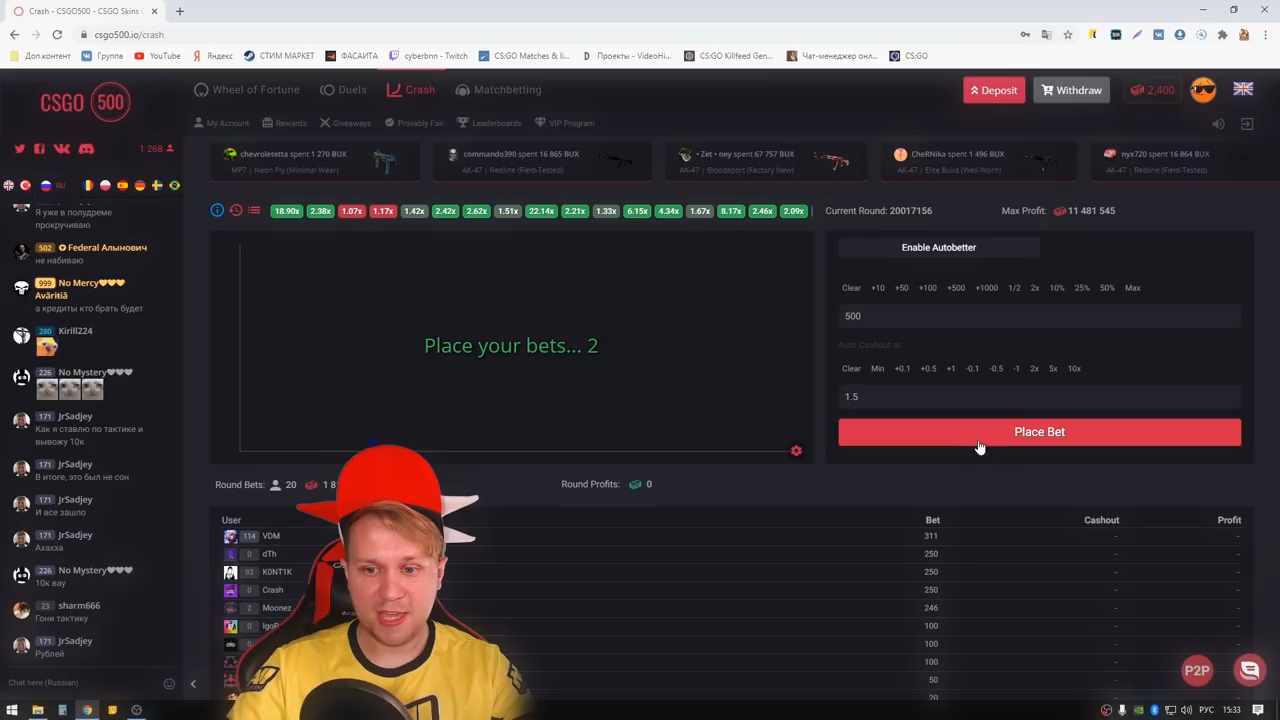 Crash - CSGO500 | CSGO Skins C
csgo500.io/crash
Доп.контент
Группа
YouTube
Яндекс
СТИМ МАРКЕТ
ФАСАИТА
cyberbnn - Twitch
CS:GO Matches & li...
Проекты - VideoHi...
CS:GO Killfeed Gen...
Чат-менеджер onl...
CS:GO
CSGO 500
Wheel of Fortune
Duels
Crash
Matchbetting
Deposit
Withdraw
2,400
My Account
Rewards
Giveaways
Provably Fair
Leaderboards
VIP Program
1 268
RU
chevroletetta spent 1 270 BUX
MP7 | Neon Ply (Minimal Wear)
commando390 spent 16 865 BUX
AK-47 | Redline (Field-Tested)
• Zet • ney spent 67 757 BUX
AK-47 | Bloodsport (Factory New)
CheRNika spent 1 496 BUX
AK-47 | Elite Build (Well-Worn)
nyx720 spent 16 864 BUX
AK-47 | Redline (Field-Tested)
18.90x 2.38x 1.07x 1.17x 1.42x 2.42x 2.62x 1.51x 22.14x 2.21x 1.33x 6.15x 4.34x 1.67x 8.17x 2.46x 2.09x
Current Round: 20017156
Max Profit: 11 481 545
Я уже в полудреме
прокручиваю
502 Federal Алынович
не набиваю
999 No Mercy
Avăritiă
а кредиты кто брать будет
280 Kirill224
226 No Mystery
171 JrSadjey
Как я ставлю по тактике и
вывожу 10к
171 JrSadjey
В итоге, это был не сон
171 JrSadjey
И все зашло
171 JrSadjey
Ахахха
226 No Mystery
10к вау
23 sharm666
Гони тактику
171 JrSadjey
Рублей
Chat here (Russian)
Place your bets... 2
Enable Autobetter
Clear +10 +50 +100 +500 +1000 1/2 2x 10% 25% 50% Max
500
Auto Cashout at
Clear Min +0.1 +0.5 +1 -0.1 -0.5 -1 2x 5x 10x
1.5
Place Bet
Round Bets: 20 1 8
Round Profits: 0
User Bet Cashout Profit
114 VDM 311 - -
0 dTh 250 - -
93 K0NT1K 250 - -
0 Crash 250 - -
2 Moonez 246 - -
100 - -
100 - -
100 - -
50 - -
20 - -
P2P
РУС
15:33